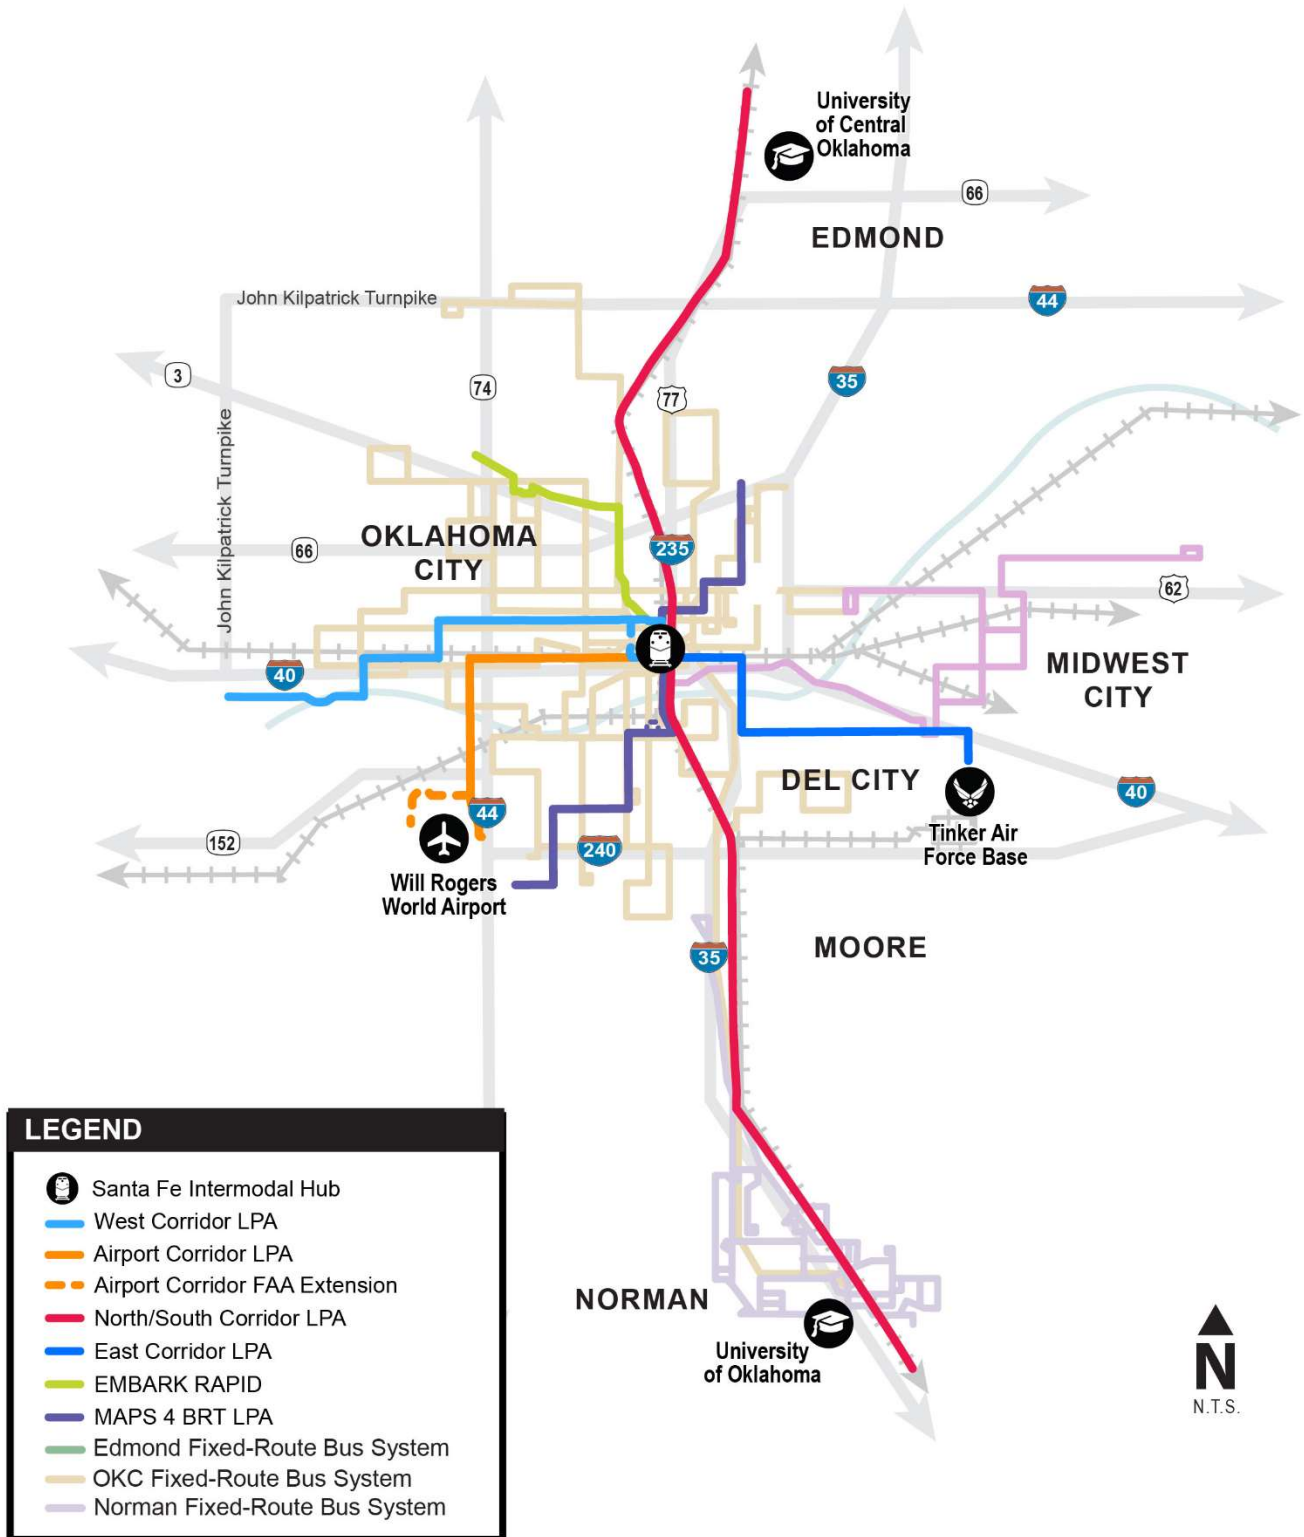 University
of Central
Oklahoma
66
EDMOND
John Kilpatrick Turnpike
44
3
74
77
35
John Kilpatrick Turnpike
OKLAHOMA
CITY
66
235
62
40
MIDWEST
CITY
DEL CITY
40
44
152
240
Tinker Air
Force Base
Will Rogers
World Airport
35
MOORE
NORMAN
University
of Oklahoma
N
N.T.S.
LEGEND
Santa Fe Intermodal Hub
West Corridor LPA
Airport Corridor LPA
Airport Corridor FAA Extension
North/South Corridor LPA
East Corridor LPA
EMBARK RAPID
MAPS 4 BRT LPA
Edmond Fixed-Route Bus System
OKC Fixed-Route Bus System
Norman Fixed-Route Bus System